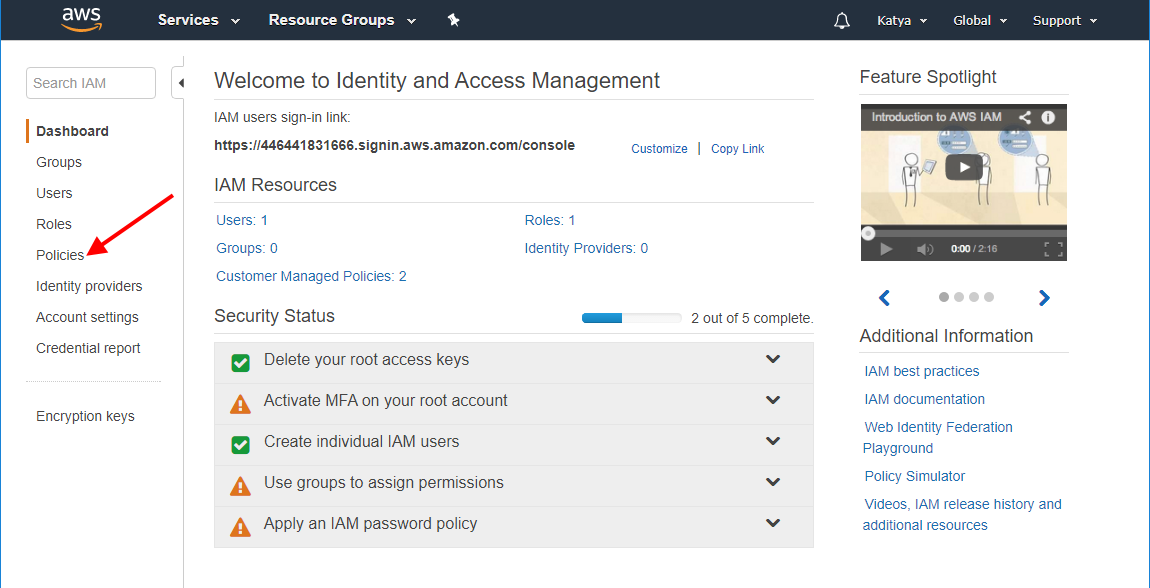 aws Services Resource Groups Katya Global Support
Search IAM
Dashboard
Groups
Users
Roles
Policies
Identity providers
Account settings
Credential report
Encryption keys
Welcome to Identity and Access Management
IAM users sign-in link:
https://446441831666.signin.aws.amazon.com/console Customize | Copy Link
IAM Resources
Users: 1 Roles: 1
Groups: 0 Identity Providers: 0
Customer Managed Policies: 2
Security Status 2 out of 5 complete.
Delete your root access keys
Activate MFA on your root account
Create individual IAM users
Use groups to assign permissions
Apply an IAM password policy
Feature Spotlight
Introduction to AWS IAM
0:00 / 2:16
Additional Information
IAM best practices
IAM documentation
Web Identity Federation
Playground
Policy Simulator
Videos, IAM release history and
additional resources